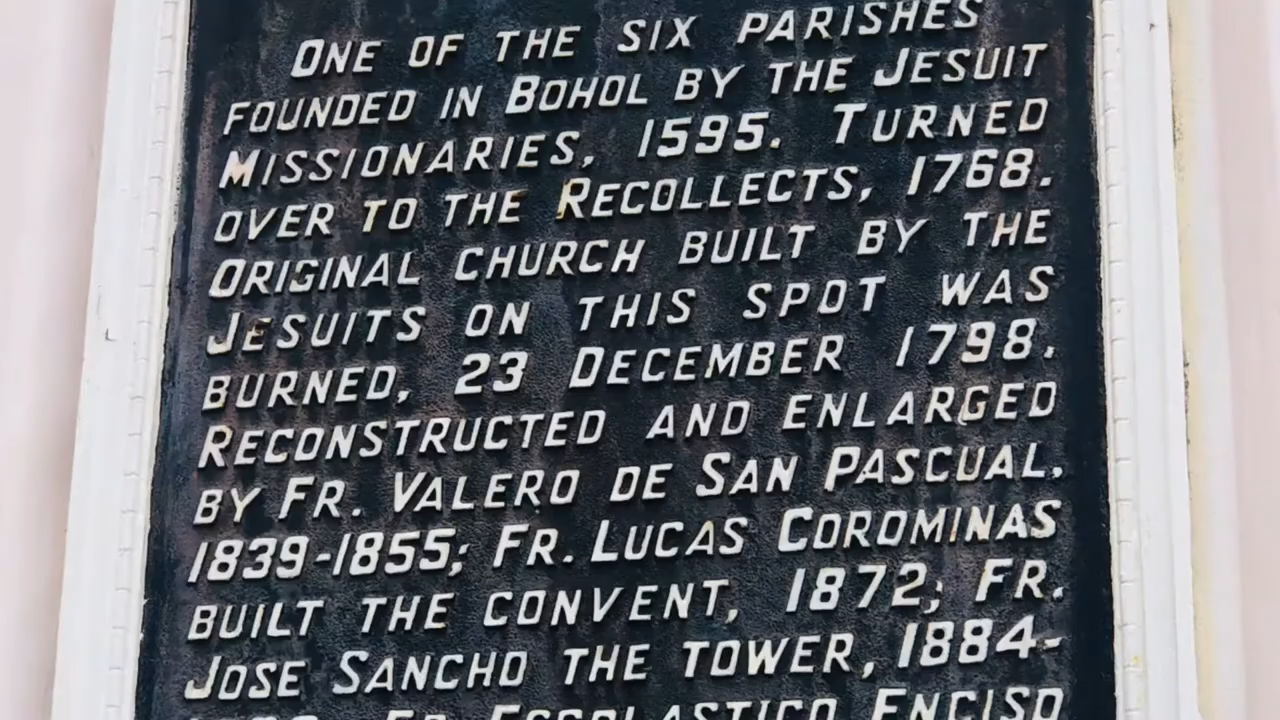 ONE OF THE SIX PARISHES
FOUNDED IN BOHOL BY THE JESUIT
MISSIONARIES, 1595. TURNED
OVER TO THE RECOLLECTS, 1768.
ORIGINAL CHURCH BUILT BY THE
JESUITS ON THIS SPOT WAS
BURNED, 23 DECEMBER 1798.
RECONSTRUCTED AND ENLARGED
BY FR. VALERO DE SAN PASCUAL,
1839-1855; FR. LUCAS COROMINAS
BUILT THE CONVENT, 1872; FR.
JOSE SANCHO THE TOWER, 1884-
FR. ESCOLASTICO ENCISO